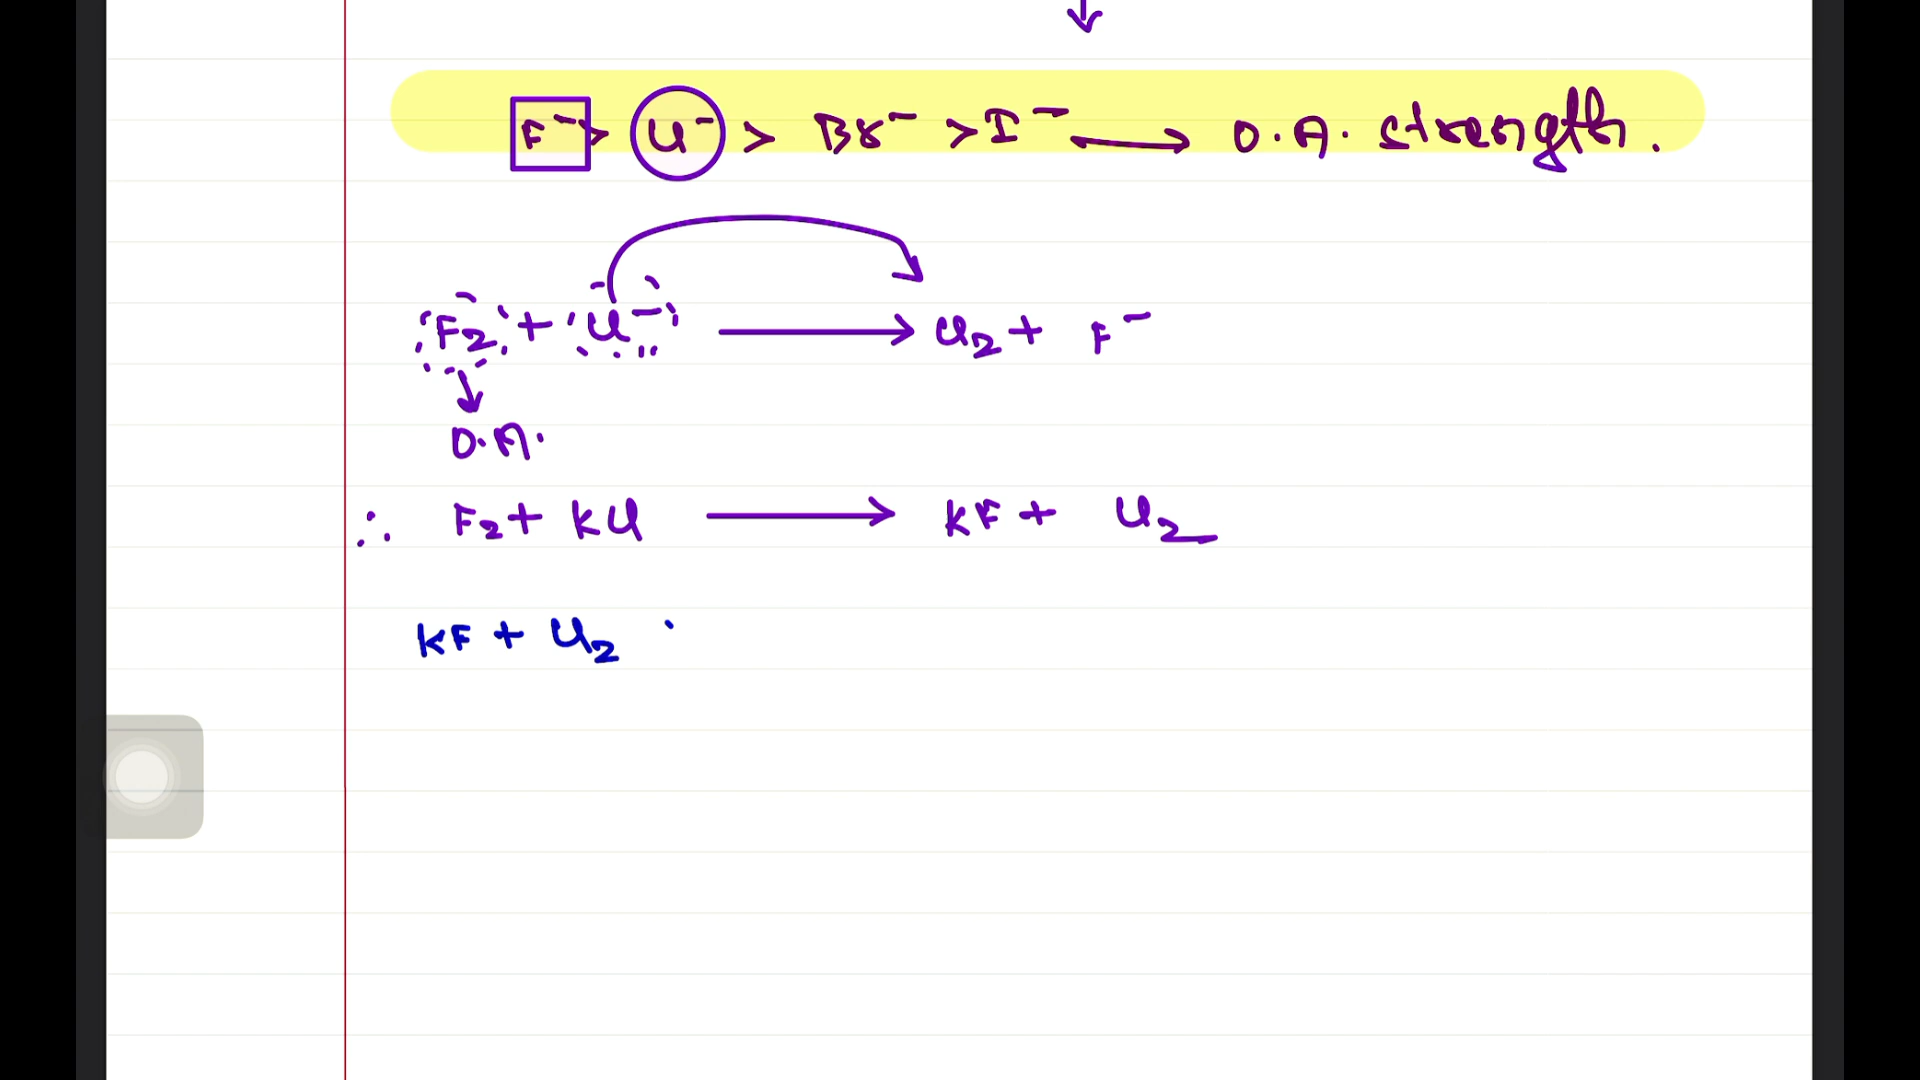 F⁻ > Cl⁻ > Br⁻ > I⁻ → O.A. strength.
F₂ + Cl⁻ → Cl₂ + F⁻
O.A.
∴ F₂ + KCl → KF + Cl₂
KF + Cl₂